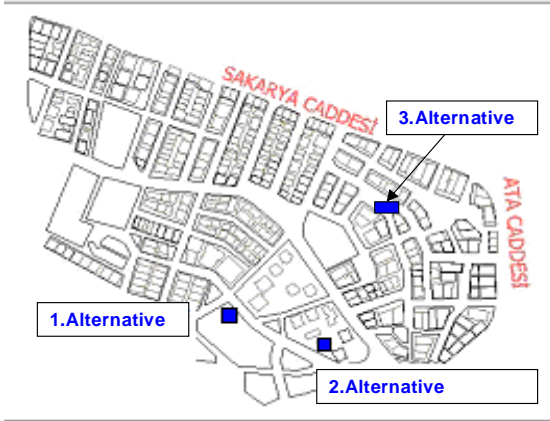 SAKARYA CADDESİ
3.Alternative
ATA CADDESİ
1.Alternative
2.Alternative